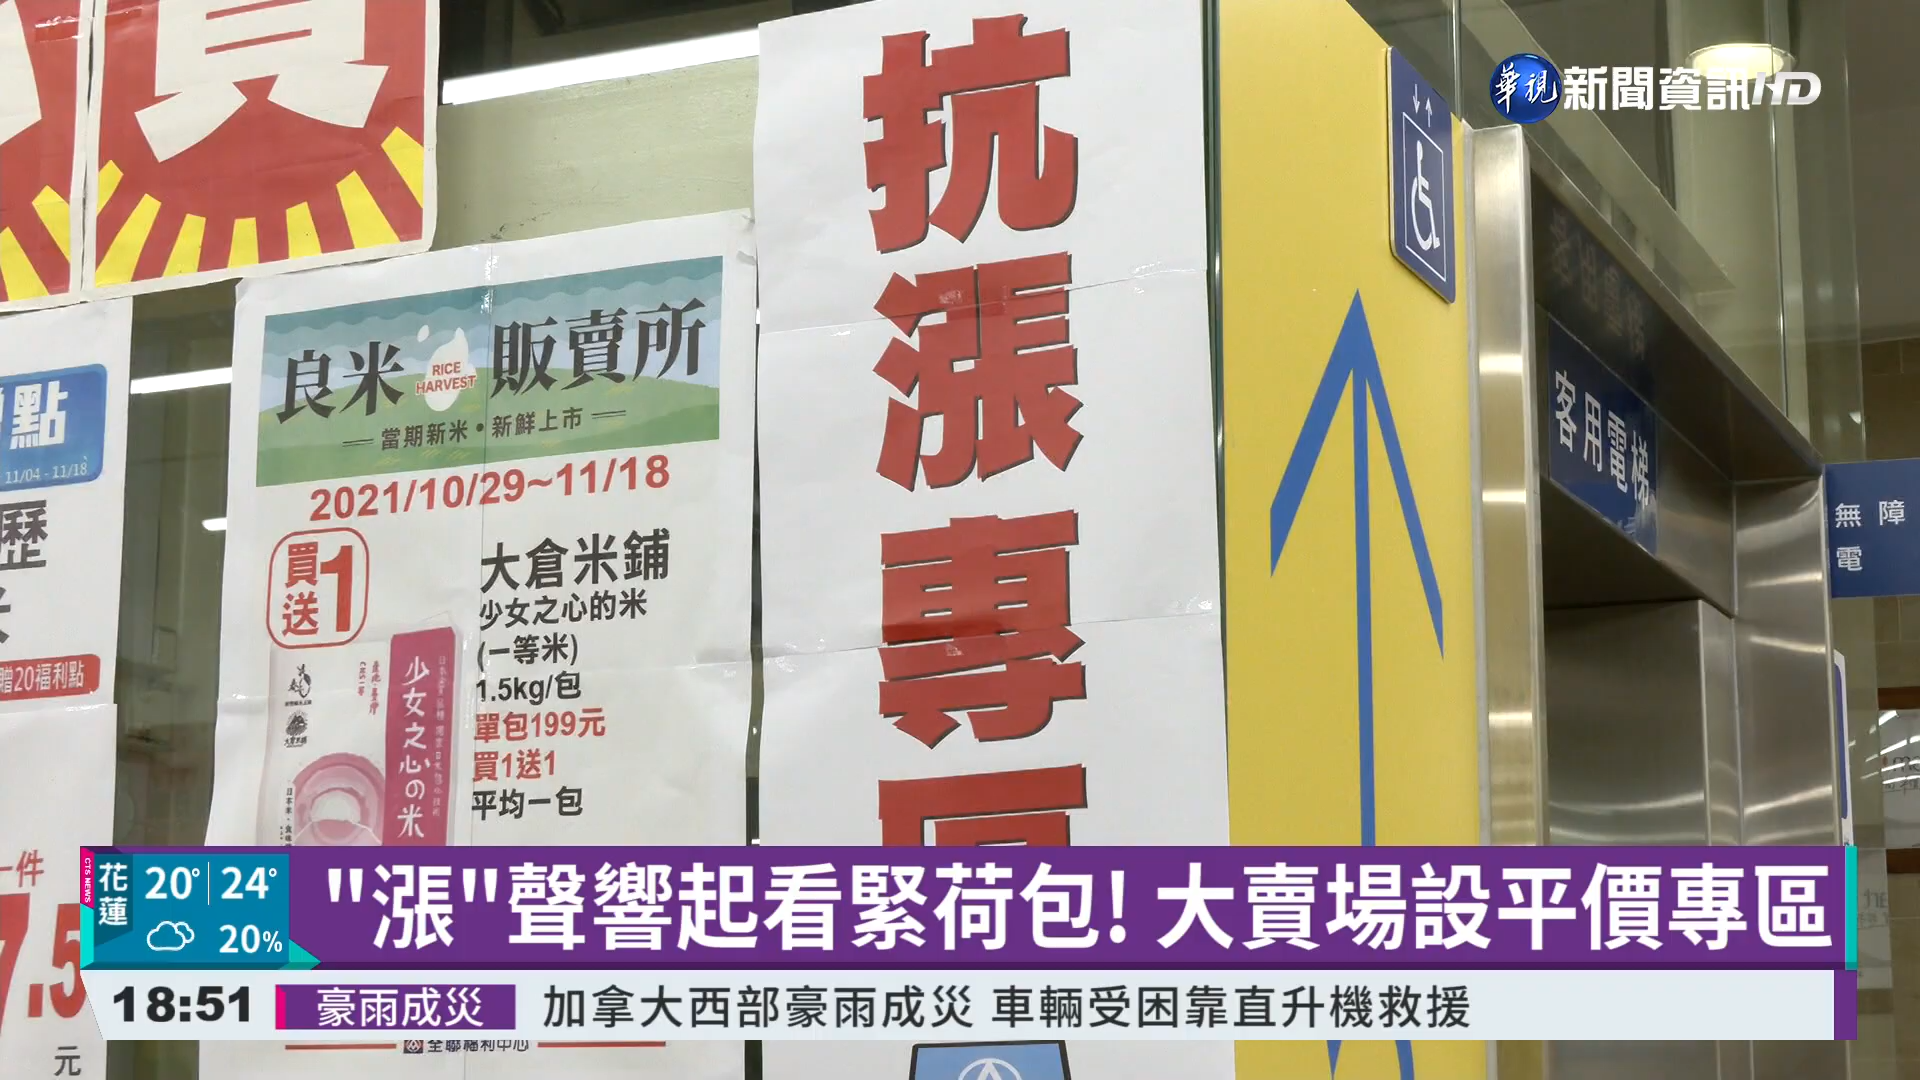 華視新聞資訊HD
抗漲專區
良米販賣所
RICE
HARVEST
當期新米•新鮮上市
2021/10/29~11/18
買1
送
大倉米鋪
少女之心的米
(一等米)
1.5kg/包
單包199元
買1送1
平均一包
少女之心の米
全聯福利中心
點
11/04 - 11/18
贈20福利點
一件
7.5
元
客用電梯
無障
電
CTS NEWS
花蓮
20° 24°
20%
"漲"聲響起看緊荷包! 大賣場設平價專區
18:51
豪雨成災
加拿大西部豪雨成災 車輛受困靠直升機救援